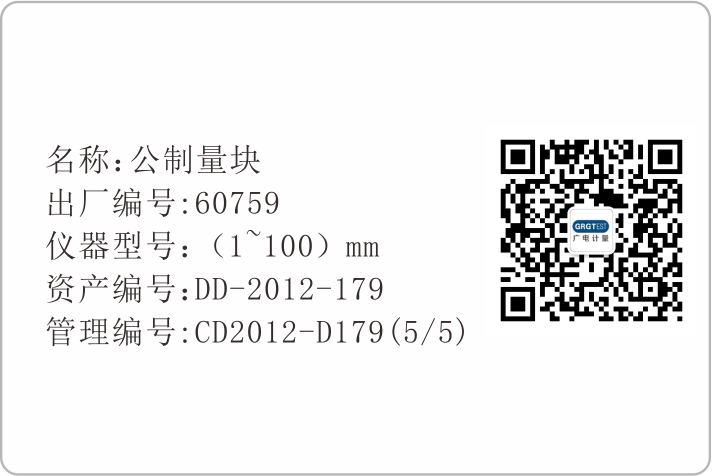 名称:公制量块
出厂编号:60759
仪器型号:（1~100）mm
资产编号:DD-2012-179
管理编号:CD2012-D179(5/5)
GRGTEST
广电计量